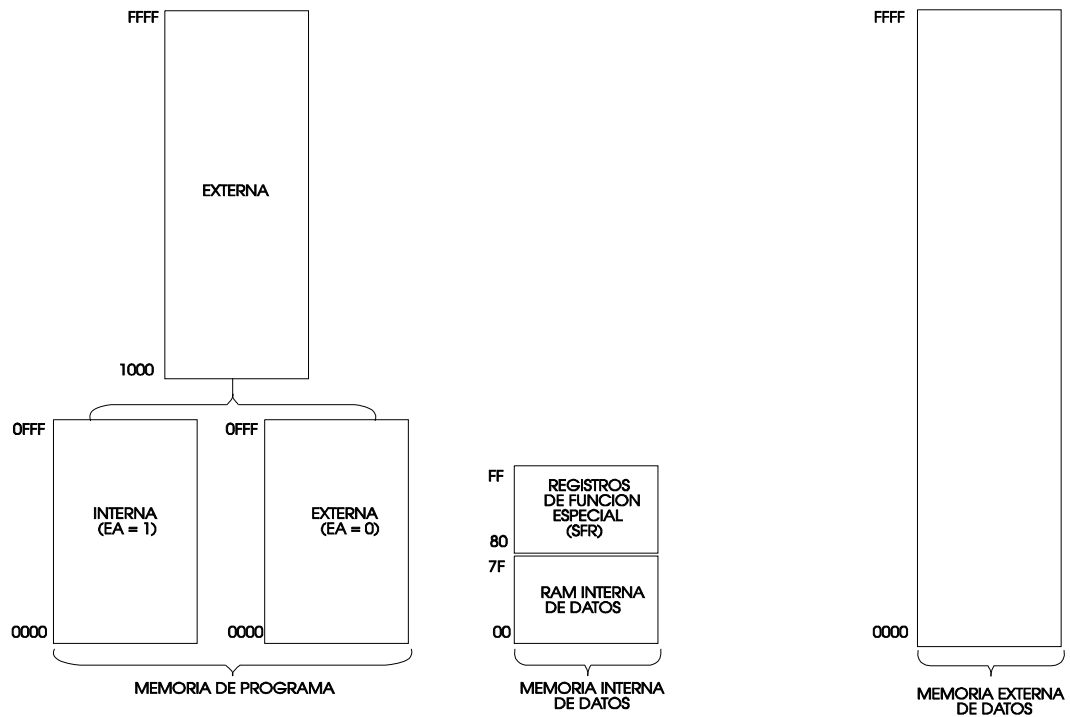 FFFF
EXTERNA
1000
0FFF
INTERNA
(EA = 1)
0000
0FFF
EXTERNA
(EA = 0)
0000
MEMORIA DE PROGRAMA
FF
REGISTROS
DE FUNCION
ESPECIAL
(SFR)
80
7F
RAM INTERNA
DE DATOS
00
MEMORIA INTERNA
DE DATOS
FFFF
0000
MEMORIA EXTERNA
DE DATOS